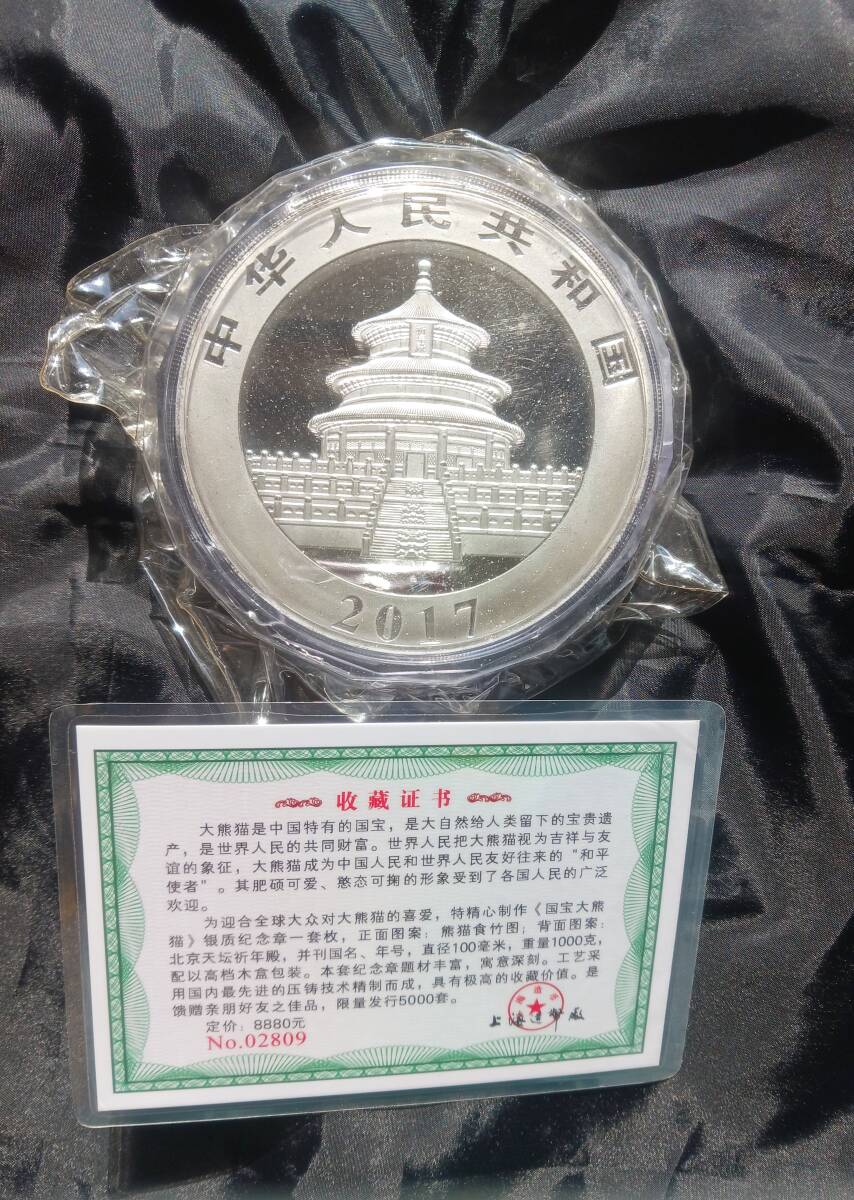 中华人民共和国
2017
收藏证书
大熊猫是中国特有的国宝，是大自然给人类留下的宝贵遗
产，是世界人民的共同财富。世界人民把大熊猫视为吉祥与友
谊的象征，大熊猫成为中国人民和世界人民友好往来的“和平
使者”。其肥硕可爱、憨态可掬的形象受到了各国人民的广泛
欢迎。
为迎合全球大众对大熊猫的喜爱，特精心制作《国宝大熊
猫》银质纪念章一套枚，正面图案：熊猫食竹图；背面图案：
北京天坛祈年殿，并刊国名、年号，直径100毫米，重量1000克，
配以高档木盒包装。本套纪念章题材丰富，寓意深刻。工艺采
用国内最先进的压铸技术精制而成，具有极高的收藏价值。是
馈赠亲朋好友之佳品，限量发行5000套。
定价：8880元
上海造币厂
No.02809